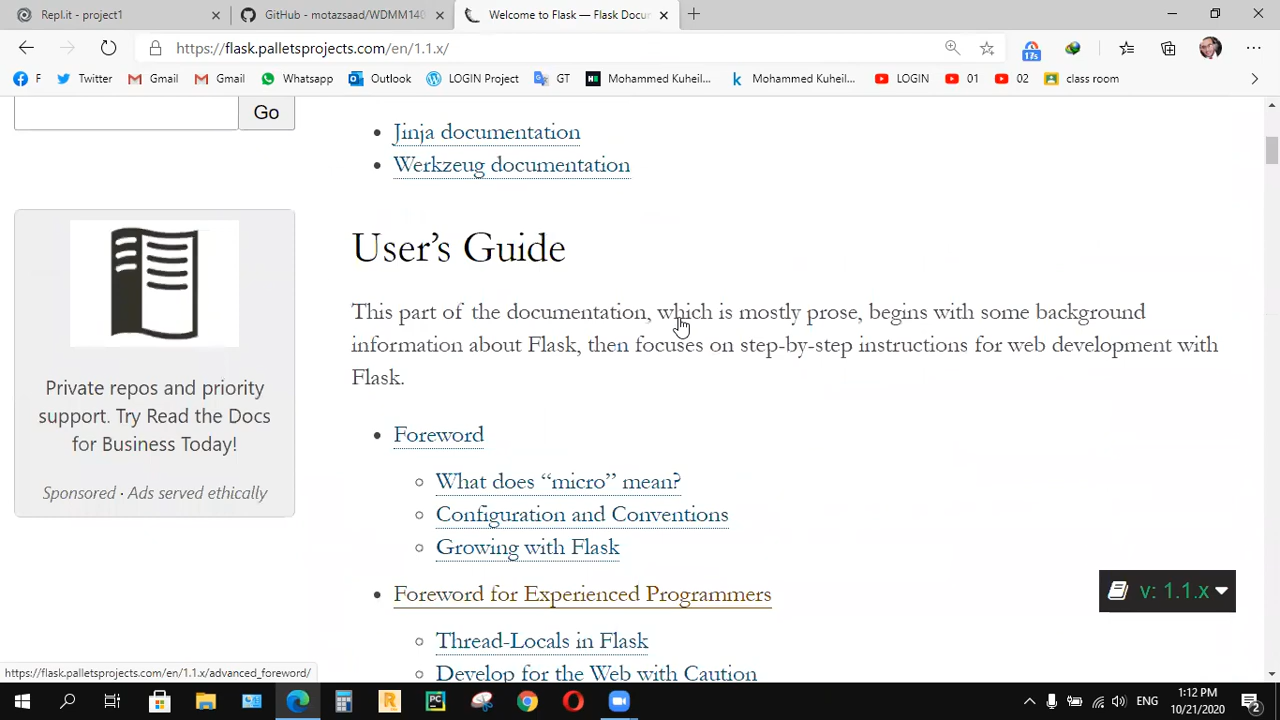 Repl.it - project1
GitHub - motazsaad/WDMM140
Welcome to Flask — Flask Docu
https://flask.palletsprojects.com/en/1.1.x/
17s
F
Twitter
Gmail
Gmail
Whatsapp
Outlook
LOGIN Project
GT
Mohammed Kuheil...
Mohammed Kuheil...
LOGIN
01
02
class room
Go
Jinja documentation
Werkzeug documentation
User’s Guide
This part of the documentation, which is mostly prose, begins with some background
information about Flask, then focuses on step-by-step instructions for web development with
Flask.
Foreword
What does “micro” mean?
Configuration and Conventions
Growing with Flask
Foreword for Experienced Programmers
Thread-Locals in Flask
Develop for the Web with Caution
Private repos and priority
support. Try Read the Docs
for Business Today!
Sponsored · Ads served ethically
v: 1.1.x
https://flask.palletsprojects.com/en/1.1.x/advanced_foreword/
ENG
1:12 PM
10/21/2020
2